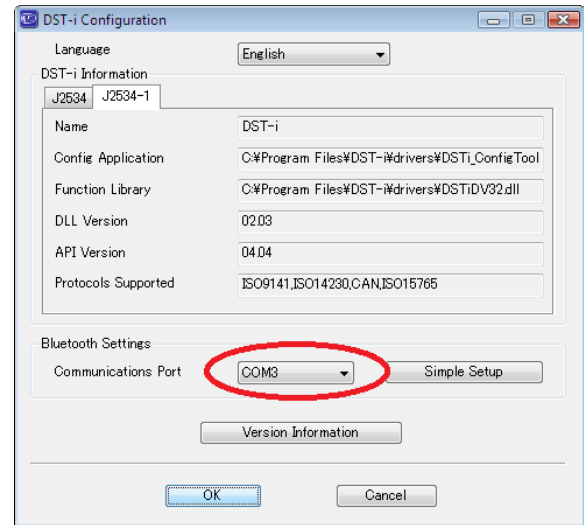 DST-i Configuration
Language English
DST-i Information
J2534 J2534-1
Name DST-i
Config Application C:¥Program Files¥DST-i¥drivers¥DSTi_ConfigTool
Function Library C:¥Program Files¥DST-i¥drivers¥DSTiDV32.dll
DLL Version 02.03
API Version 04.04
Protocols Supported ISO9141,ISO14230,CAN,ISO15765
Bluetooth Settings
Communications Port COM3 Simple Setup
Version Information
OK Cancel